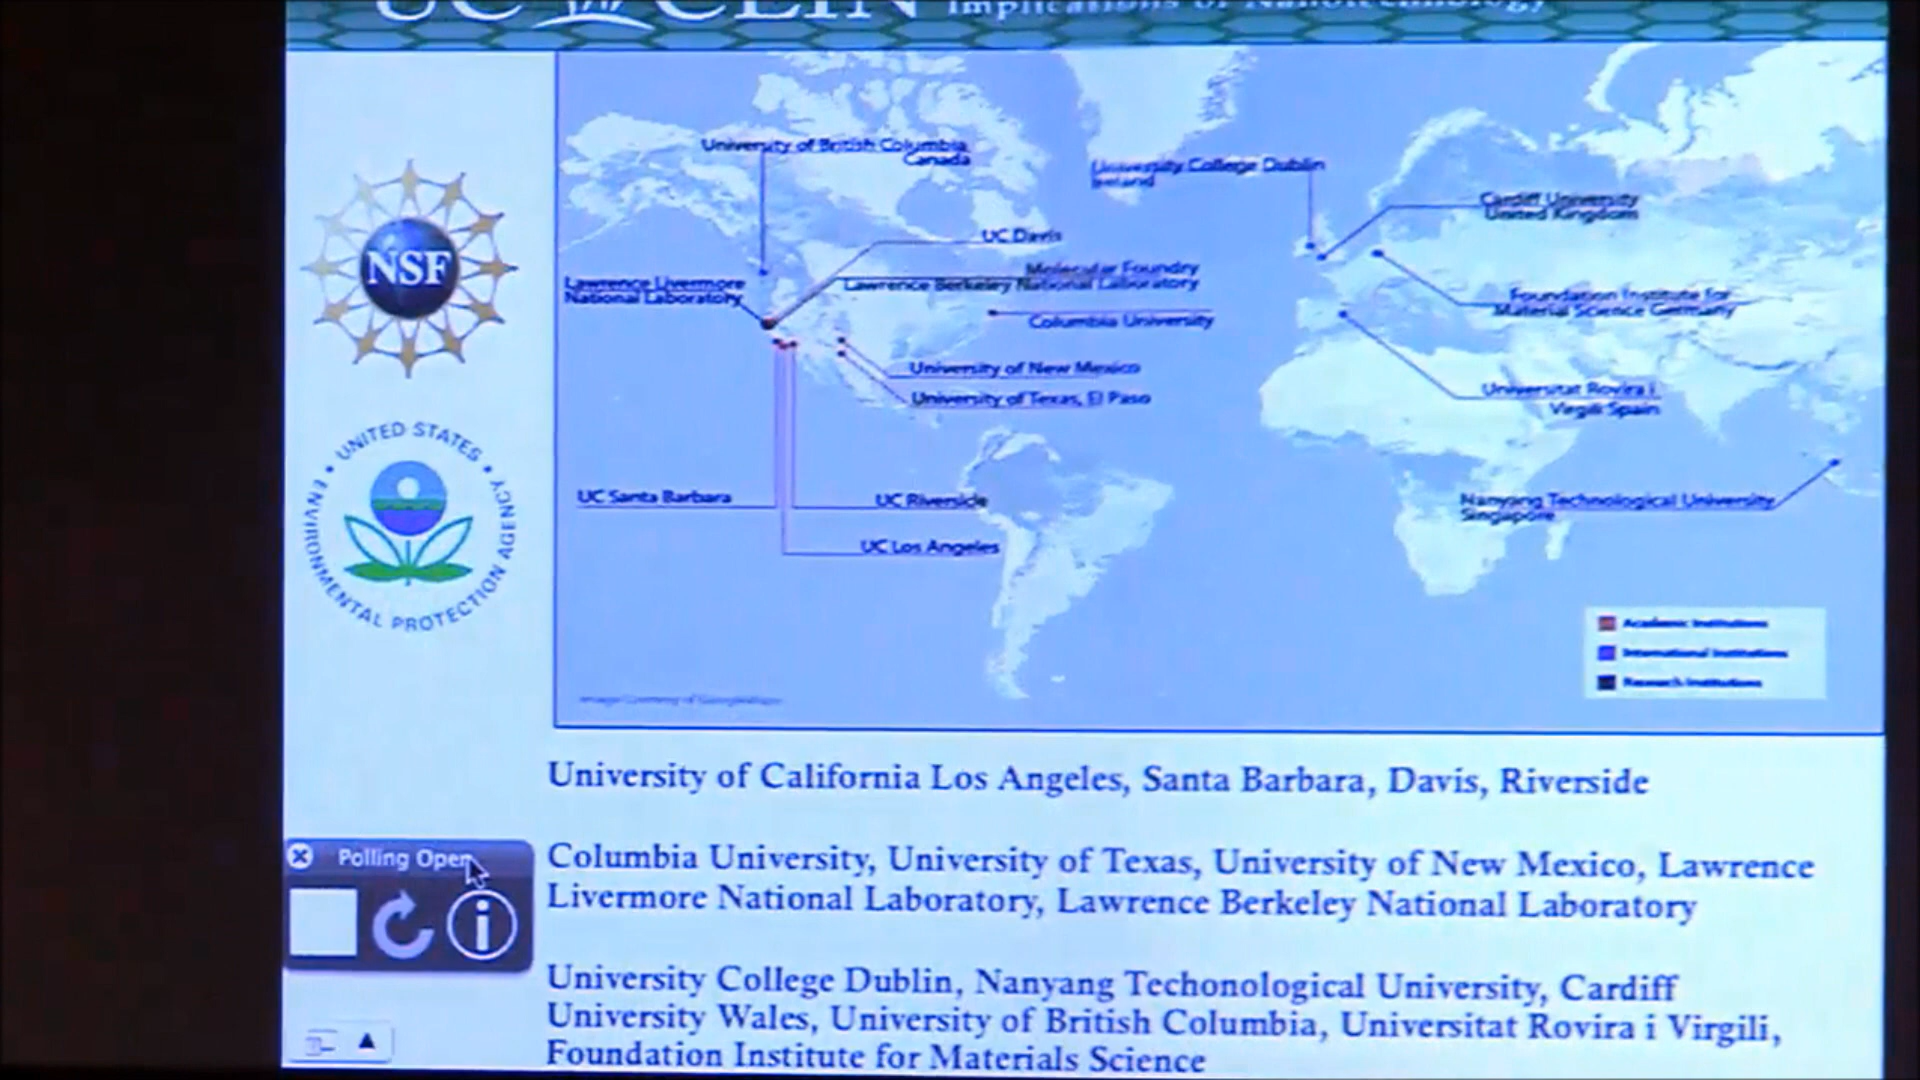 UC CEIN Implications of Nanotechnology
NSF
UNITED STATES
ENVIRONMENTAL PROTECTION AGENCY
University of British Columbia
Canada
University College Dublin
Ireland
Cardiff University
United Kingdom
UC Davis
Molecular Foundry
Lawrence Berkeley National Laboratory
Lawrence Livermore
National Laboratory
Columbia University
Foundation Institute for
Material Science Germany
University of New Mexico
University of Texas, El Paso
Universitat Rovira i
Virgili Spain
UC Santa Barbara
UC Riverside
UC Los Angeles
Nanyang Technological University
Singapore
Academic Institutions
International Institutions
Research Institutions
Image Courtesy of GoogleMaps
University of California Los Angeles, Santa Barbara, Davis, Riverside
Polling Open
Columbia University, University of Texas, University of New Mexico, Lawrence
Livermore National Laboratory, Lawrence Berkeley National Laboratory
University College Dublin, Nanyang Techonological University, Cardiff
University Wales, University of British Columbia, Universitat Rovira i Virgili,
Foundation Institute for Materials Science